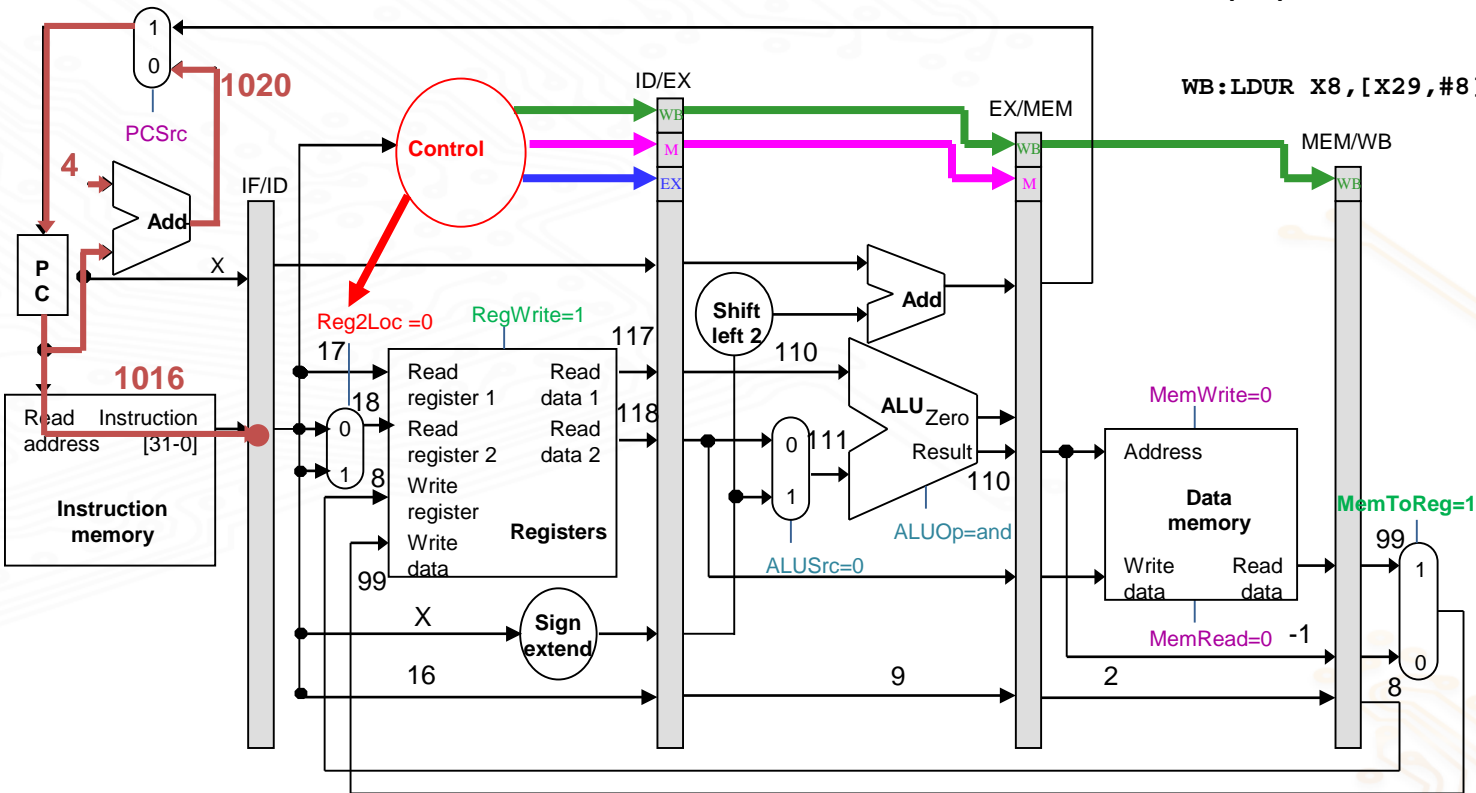 1
0
1020
PCSrc
4
Add
IF/ID
P
C
X
1016
Read Instruction
address [31-0]
Instruction
memory
Control
Reg2Loc =0
RegWrite=1
17
18
0
1
8
99
Read
register 1
Read
data 1
Read
register 2
Read
data 2
Write
register
Write
data
Registers
117
118
X
Sign
extend
16
ID/EX
WB
M
EX
Shift
left 2
Add
110
0
1
111
ALUSrc=0
ALU
Zero
Result
110
ALUOp=and
9
EX/MEM
WB
M
WB:LDUR X8,[X29,#8]
MemWrite=0
Address
Data
memory
Write
data
Read
data
MemRead=0
-1
2
MEM/WB
WB
MemToReg=1
99
1
0
8